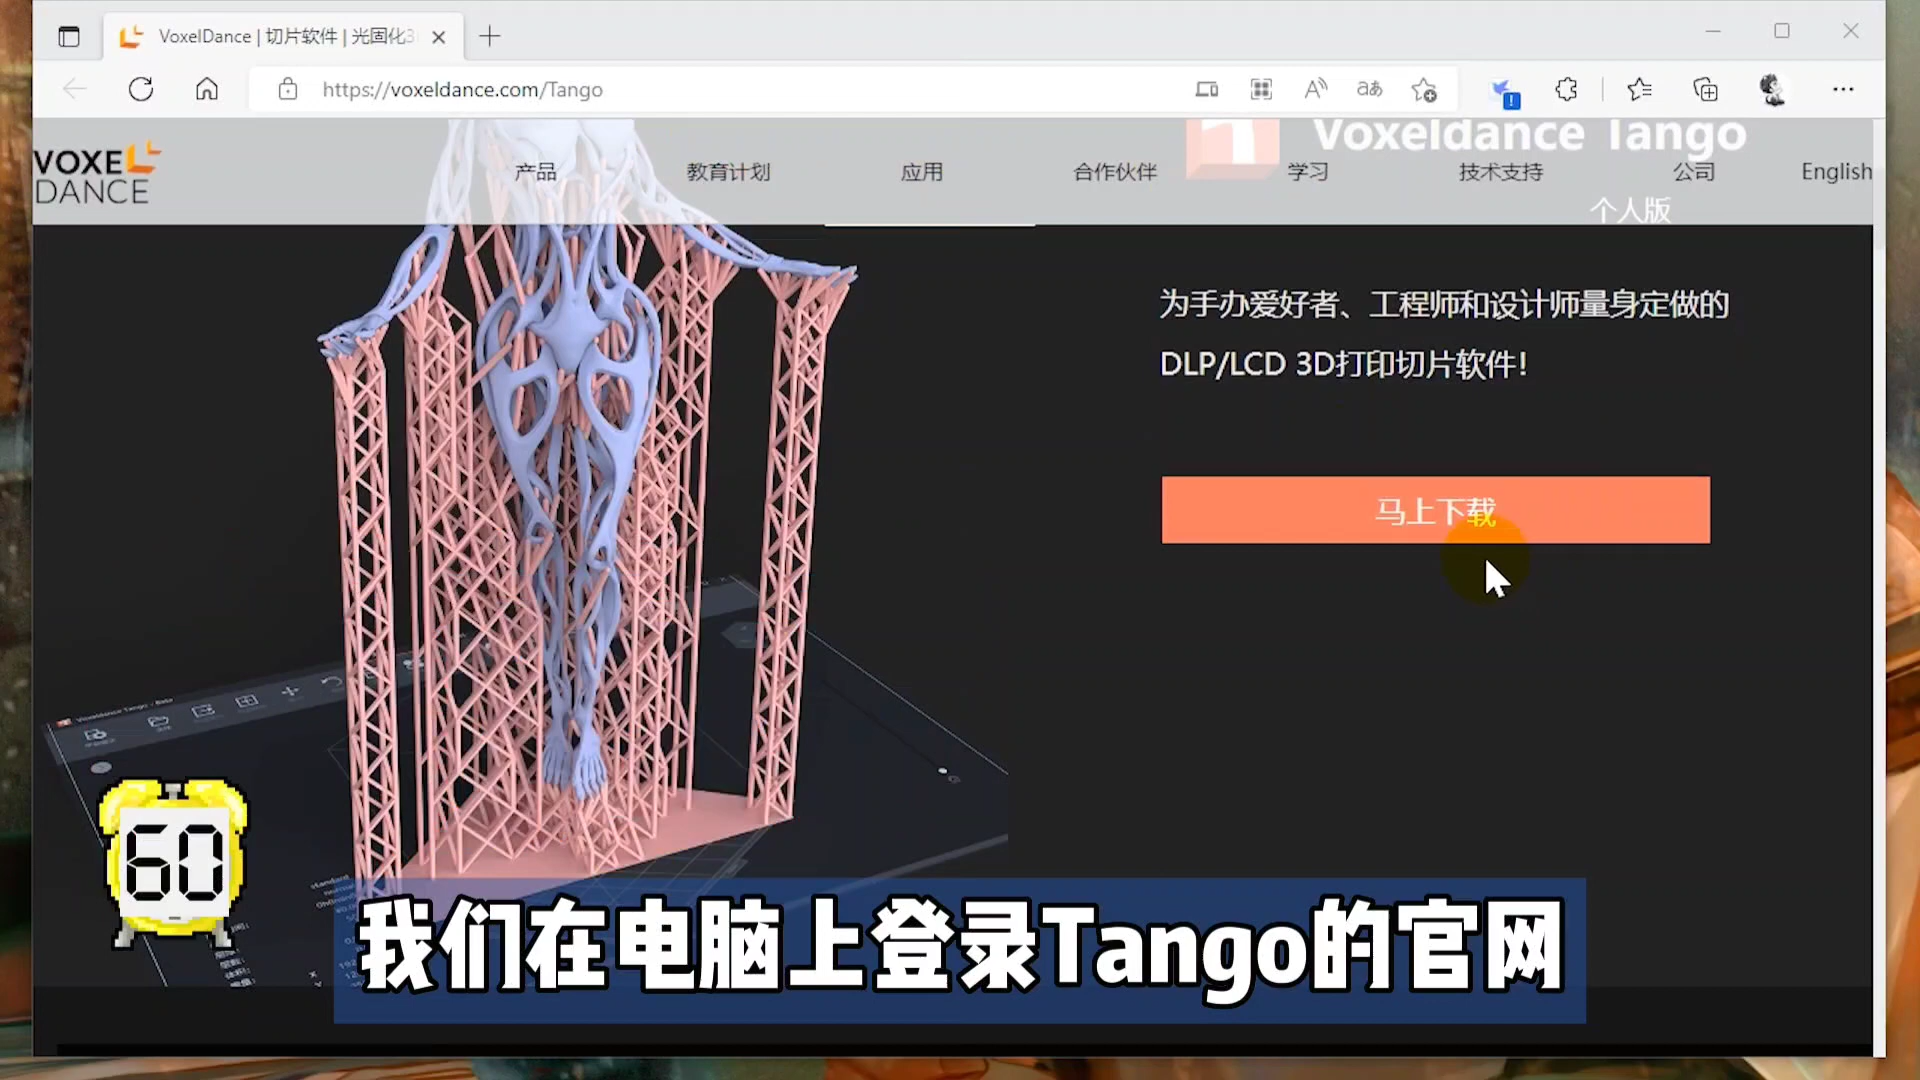 VoxelDance | 切片软件 | 光固化3
https://voxeldance.com/Tango
aあ
VOXEL
DANCE
产品
教育计划
应用
合作伙伴
学习
技术支持
公司
English
Voxeldance Tango
个人版
为手办爱好者、工程师和设计师量身定做的
DLP/LCD 3D打印切片软件!
马上下载
60
我们在电脑上登录Tango的官网